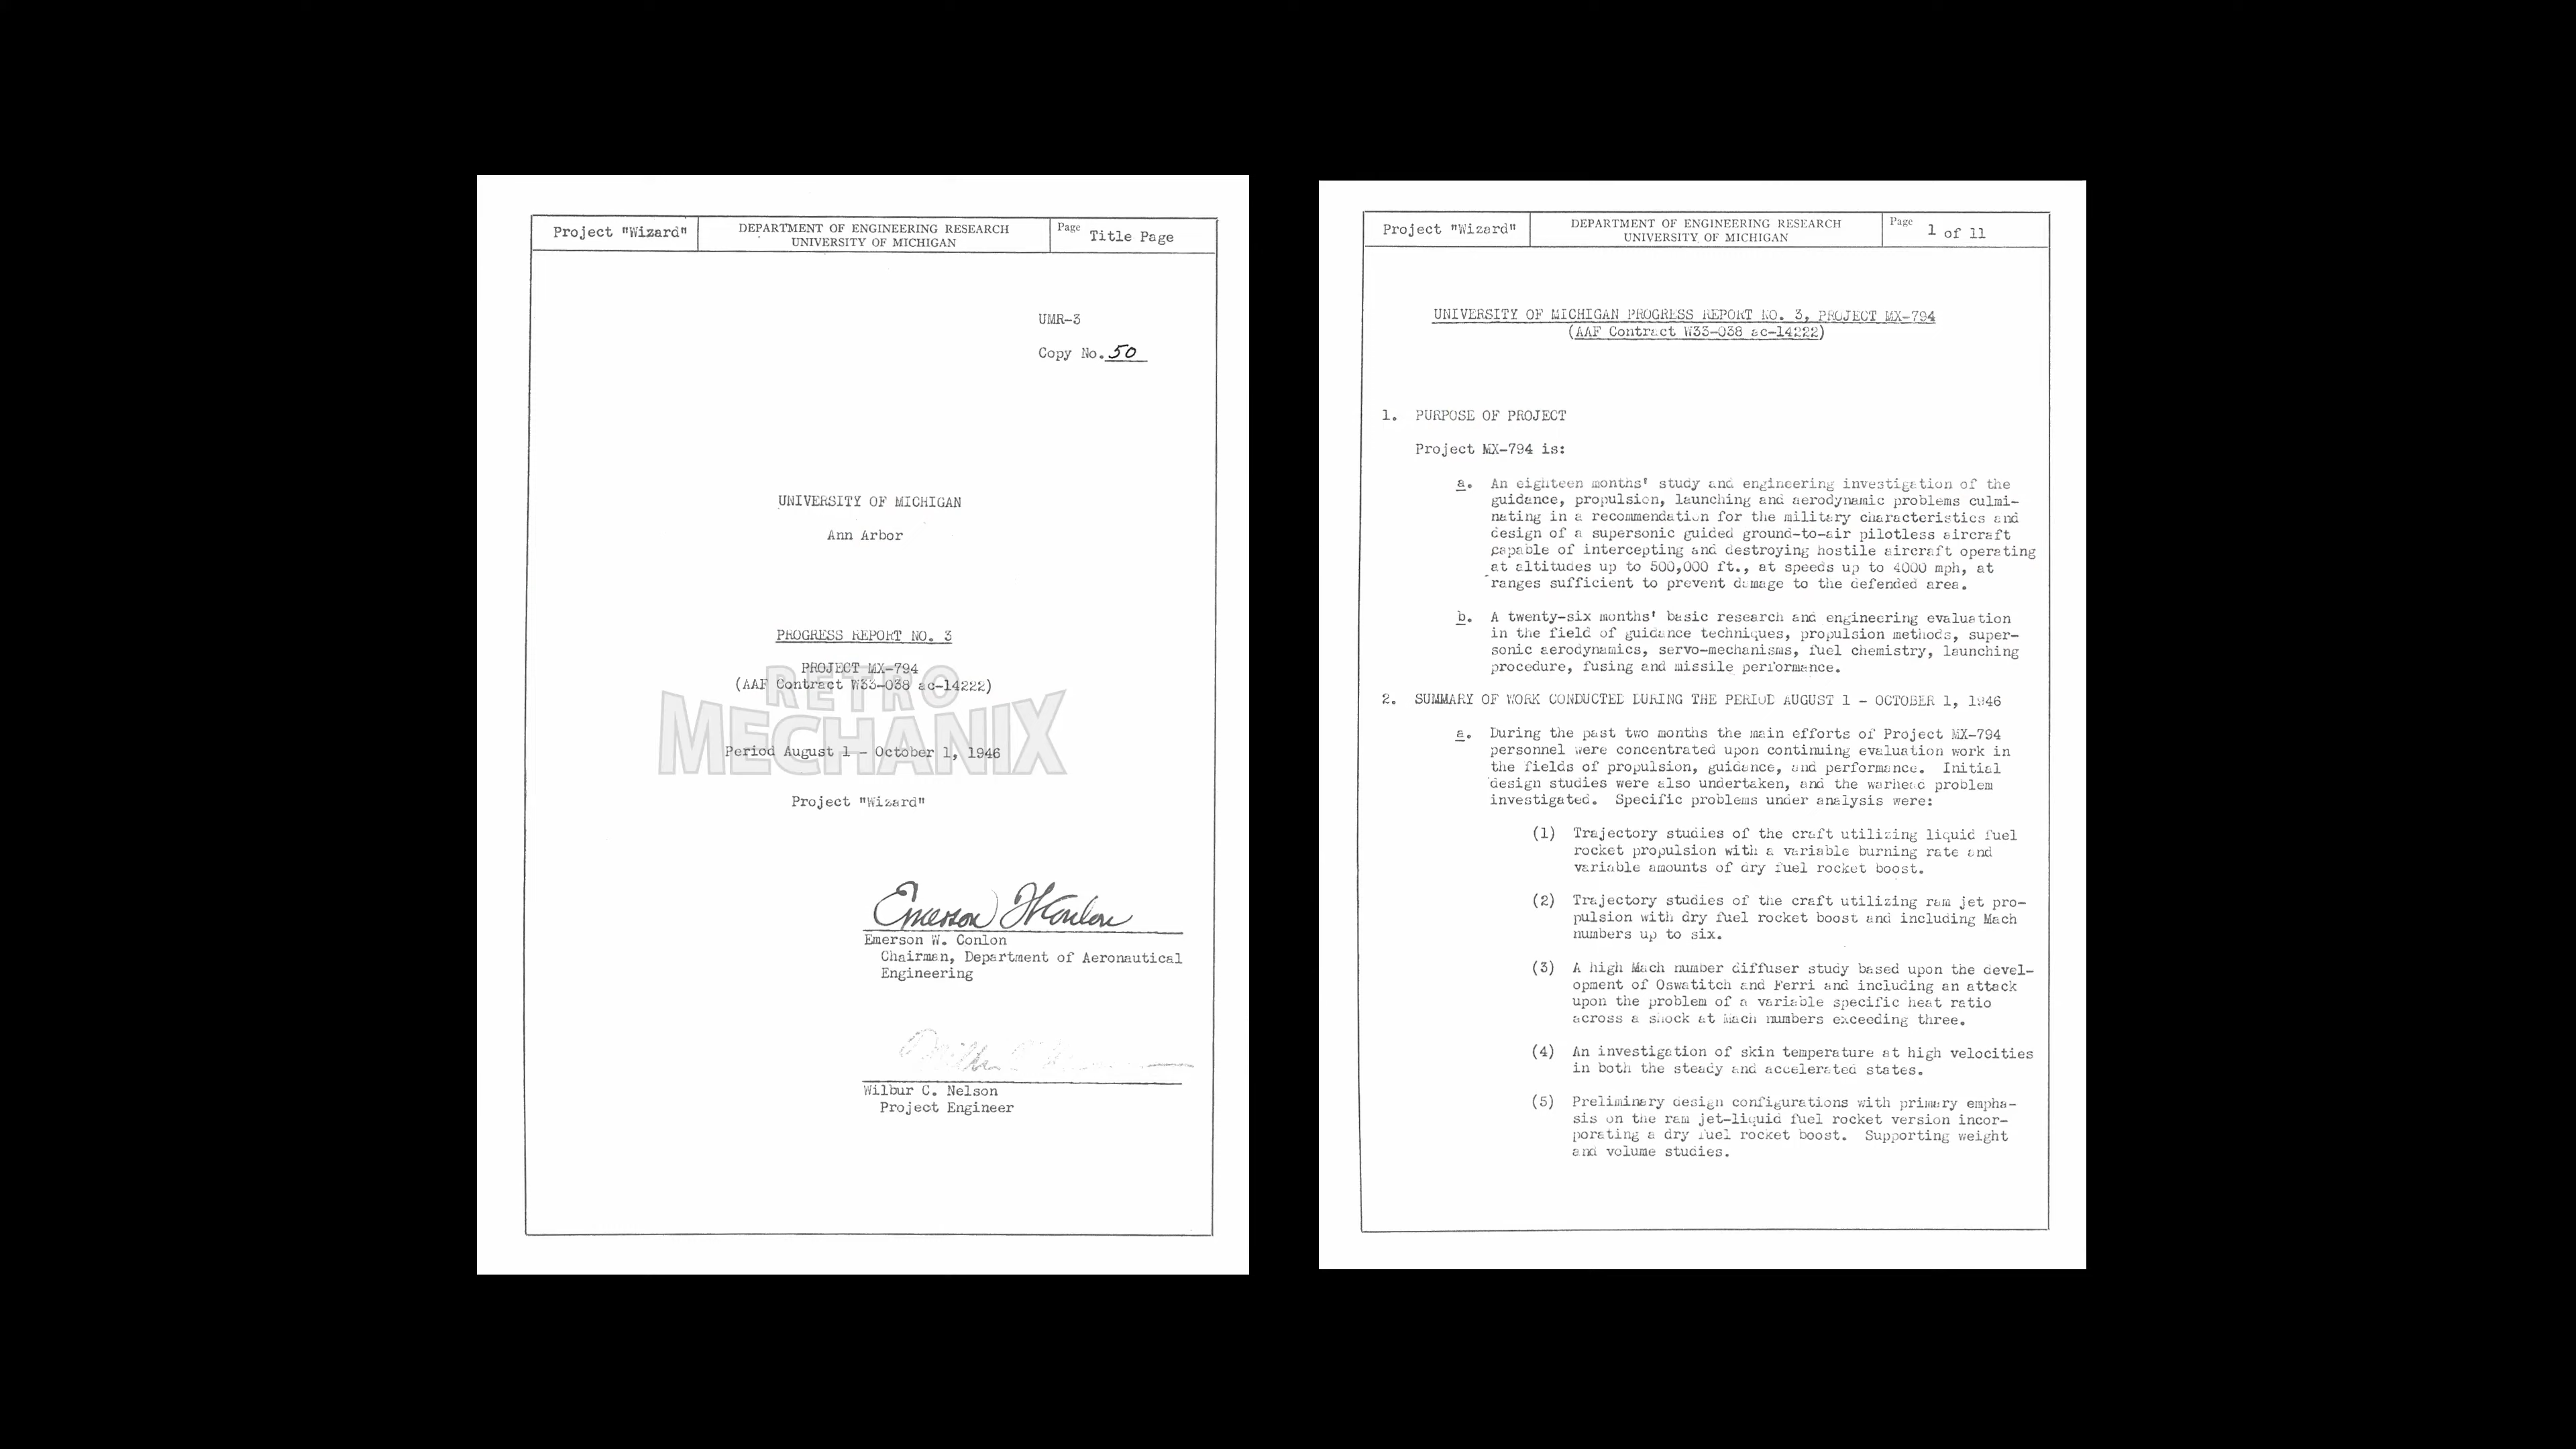 Project "Wizard"
DEPARTMENT OF ENGINEERING RESEARCH
UNIVERSITY OF MICHIGAN
Page Title Page
UMR-3
Copy No. 50
UNIVERSITY OF MICHIGAN
Ann Arbor
PROGRESS REPORT NO. 3
PROJECT MX-794
(AAF Contract W33-038 ac-14222)
RETRO
MECHANIX
Period August 1 - October 1, 1946
Project "Wizard"
Emerson W Conlon
Emerson W. Conlon
Chairman, Department of Aeronautical
Engineering
Wilbur C. Nelson
Project Engineer
Project "Wizard"
DEPARTMENT OF ENGINEERING RESEARCH
UNIVERSITY OF MICHIGAN
Page 1 of 11
UNIVERSITY OF MICHIGAN PROGRESS REPORT NO. 3, PROJECT MX-794
(AAF Contract W33-038 ac-14222)
1. PURPOSE OF PROJECT
Project MX-794 is:
a. An eighteen months' study and engineering investigation of the
guidance, propulsion, launching and aerodynamic problems culmi-
nating in a recommendation for the military characteristics and
design of a supersonic guided ground-to-air pilotless aircraft
capable of intercepting and destroying hostile aircraft operating
at altitudes up to 500,000 ft., at speeds up to 4000 mph, at
ranges sufficient to prevent damage to the defended area.
b. A twenty-six months' basic research and engineering evaluation
in the field of guidance techniques, propulsion methods, super-
sonic aerodynamics, servo-mechanisms, fuel chemistry, launching
procedure, fusing and missile performance.
2. SUMMARY OF WORK CONDUCTED DURING THE PERIOD AUGUST 1 - OCTOBER 1, 1946
a. During the past two months the main efforts of Project MX-794
personnel were concentrated upon continuing evaluation work in
the fields of propulsion, guidance, and performance. Initial
design studies were also undertaken, and the warhead problem
investigated. Specific problems under analysis were:
(1) Trajectory studies of the craft utilizing liquid fuel
rocket propulsion with a variable burning rate and
variable amounts of dry fuel rocket boost.
(2) Trajectory studies of the craft utilizing ram jet pro-
pulsion with dry fuel rocket boost and including Mach
numbers up to six.
(3) A high Mach number diffuser study based upon the devel-
opment of Oswatitch and Ferri and including an attack
upon the problem of a variable specific heat ratio
across a shock at Mach numbers exceeding three.
(4) An investigation of skin temperature at high velocities
in both the steady and accelerated states.
(5) Preliminary design configurations with primary empha-
sis on the ram jet-liquid fuel rocket version incor-
porating a dry fuel rocket boost. Supporting weight
and volume studies.